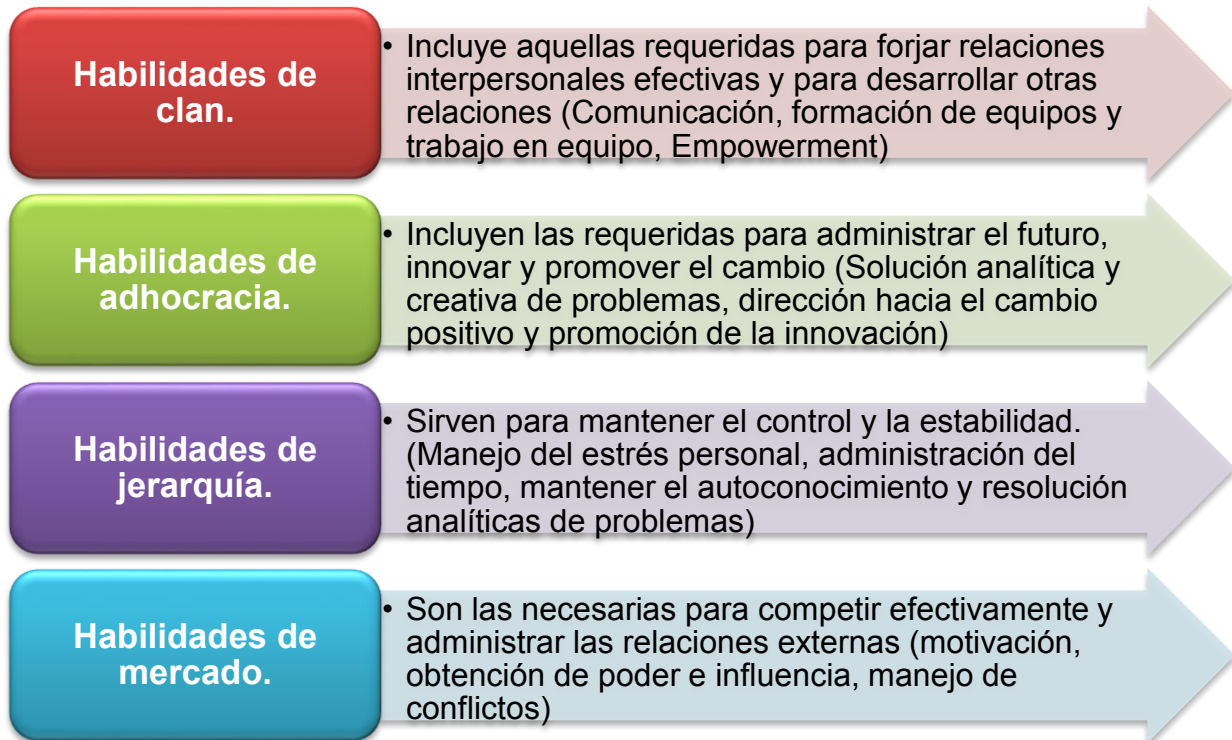 Habilidades de
clan.
• Incluye aquellas requeridas para forjar relaciones
interpersonales efectivas y para desarrollar otras
relaciones (Comunicación, formación de equipos y
trabajo en equipo, Empowerment)
Habilidades de
adhocracia.
• Incluyen las requeridas para administrar el futuro,
innovar y promover el cambio (Solución analítica y
creativa de problemas, dirección hacia el cambio
positivo y promoción de la innovación)
Habilidades de
jerarquía.
• Sirven para mantener el control y la estabilidad.
(Manejo del estrés personal, administración del
tiempo, mantener el autoconocimiento y resolución
analíticas de problemas)
Habilidades de
mercado.
• Son las necesarias para competir efectivamente y
administrar las relaciones externas (motivación,
obtención de poder e influencia, manejo de
conflictos)